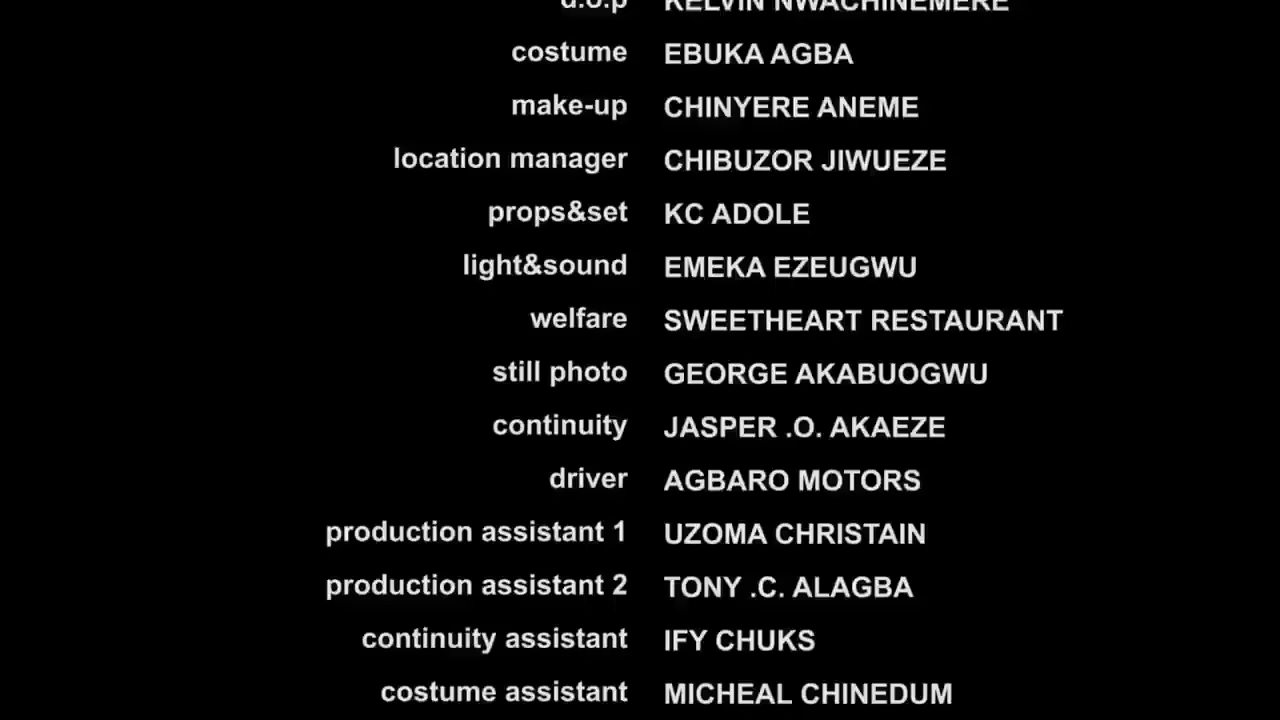 d.o.p KELVIN NWACHINEMERE
costume EBUKA AGBA
make-up CHINYERE ANEME
location manager CHIBUZOR JIWUEZE
props&set KC ADOLE
light&sound EMEKA EZEUGWU
welfare SWEETHEART RESTAURANT
still photo GEORGE AKABUOGWU
continuity JASPER .O. AKAEZE
driver AGBARO MOTORS
production assistant 1 UZOMA CHRISTAIN
production assistant 2 TONY .C. ALAGBA
continuity assistant IFY CHUKS
costume assistant MICHEAL CHINEDUM